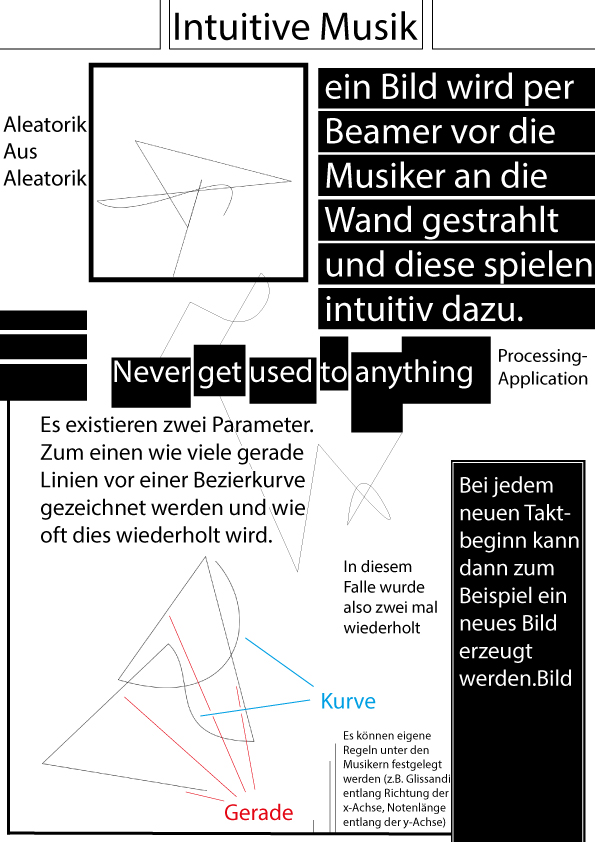 Intuitive Musik
Aleatorik
Aus
Aleatorik
ein Bild wird per
Beamer vor die
Musiker an die
Wand gestrahlt
und diese spielen
intuitiv dazu.
Never get used to anything
Processing-
Application
Es existieren zwei Parameter.
Zum einen wie viele gerade
Linien vor einer Bezierkurve
gezeichnet werden und wie
oft dies wiederholt wird.
In diesem
Falle wurde
also zwei mal
wiederholt
Bei jedem
neuen Takt-
beginn kann
dann zum
Beispiel ein
neues Bild
erzeugt
werden.Bild
Kurve
Gerade
Es können eigene
Regeln unter den
Musikern festgelegt
werden (z.B. Glissandi
entlang Richtung der
x-Achse, Notenlänge
entlang der y-Achse)